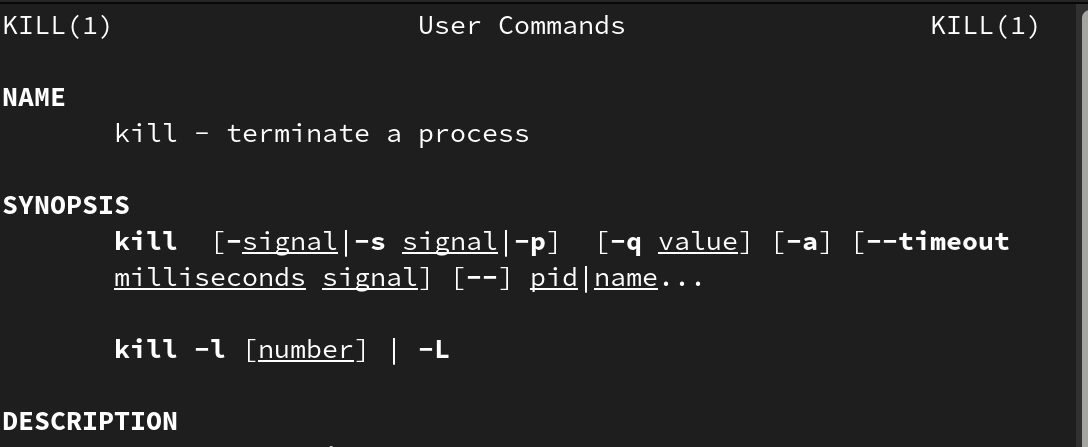 KILL(1) User Commands KILL(1)
NAME
kill - terminate a process
SYNOPSIS
kill [-signal|-s signal|-p] [-q value] [-a] [--timeout
milliseconds signal] [--] pid|name...
kill -l [number] | -L
DESCRIPTION